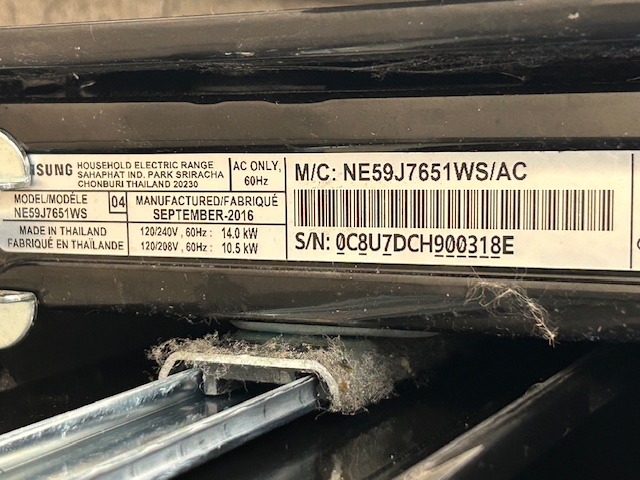 HOUSEHOLD ELECTRIC RANGE
SAHAPHAT IND. PARK SRIRACHA
CHONBURI THAILAND 20230
AC ONLY,
60Hz
MODEL/MODÈLE
NE59J7651WS
04
MANUFACTURED/FABRIQUÉ
SEPTEMBER-2016
MADE IN THAILAND
FABRIQUÉ EN THAÏLANDE
120/240V, 60Hz : 14.0 kW
120/208V, 60Hz : 10.5 kW
M/C: NE59J7651WS/AC
S/N: 0C8U7DCH900318E